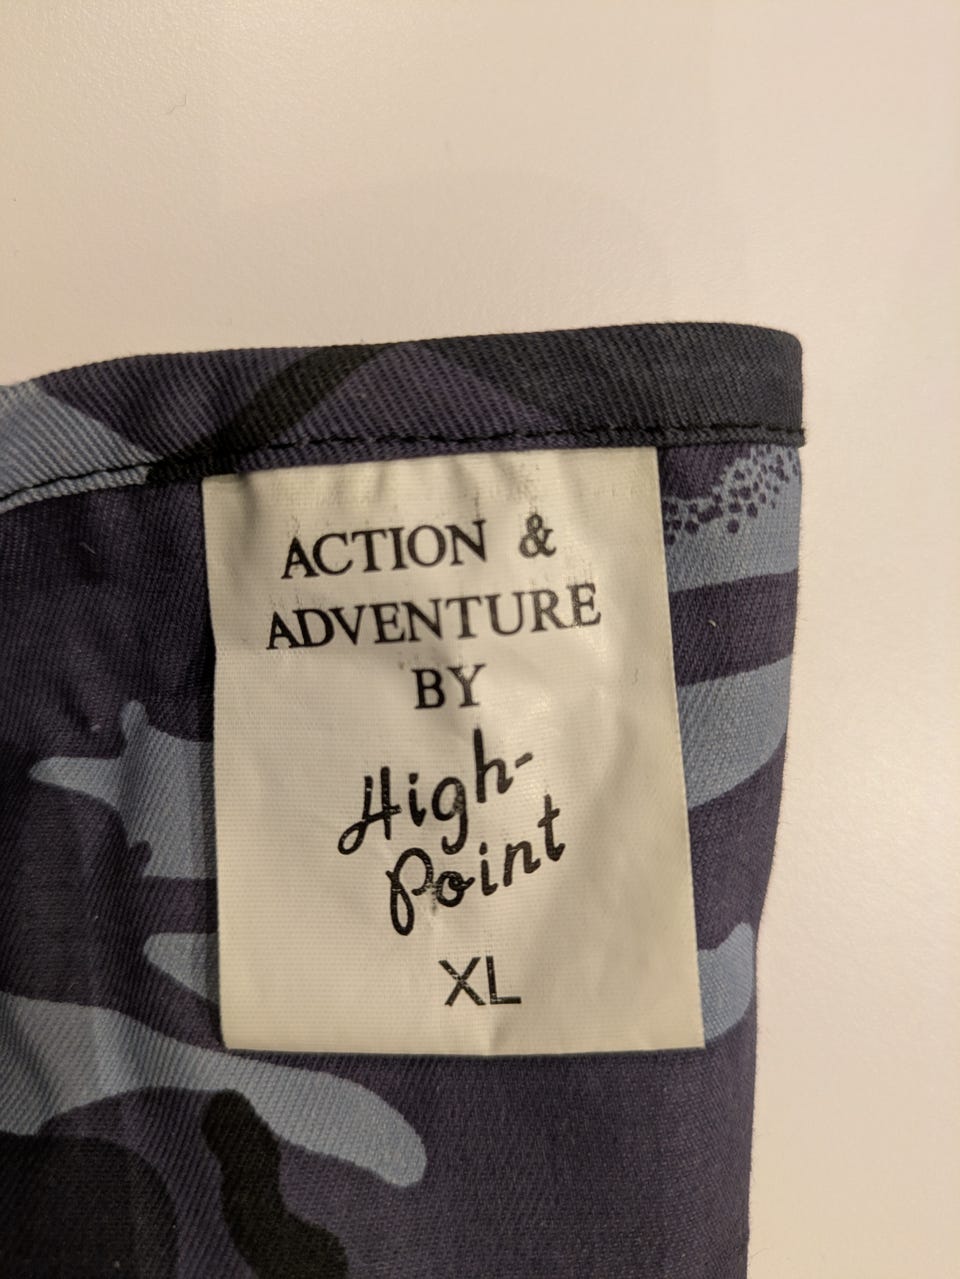 ACTION &
ADVENTURE
BY
High-
Point
XL